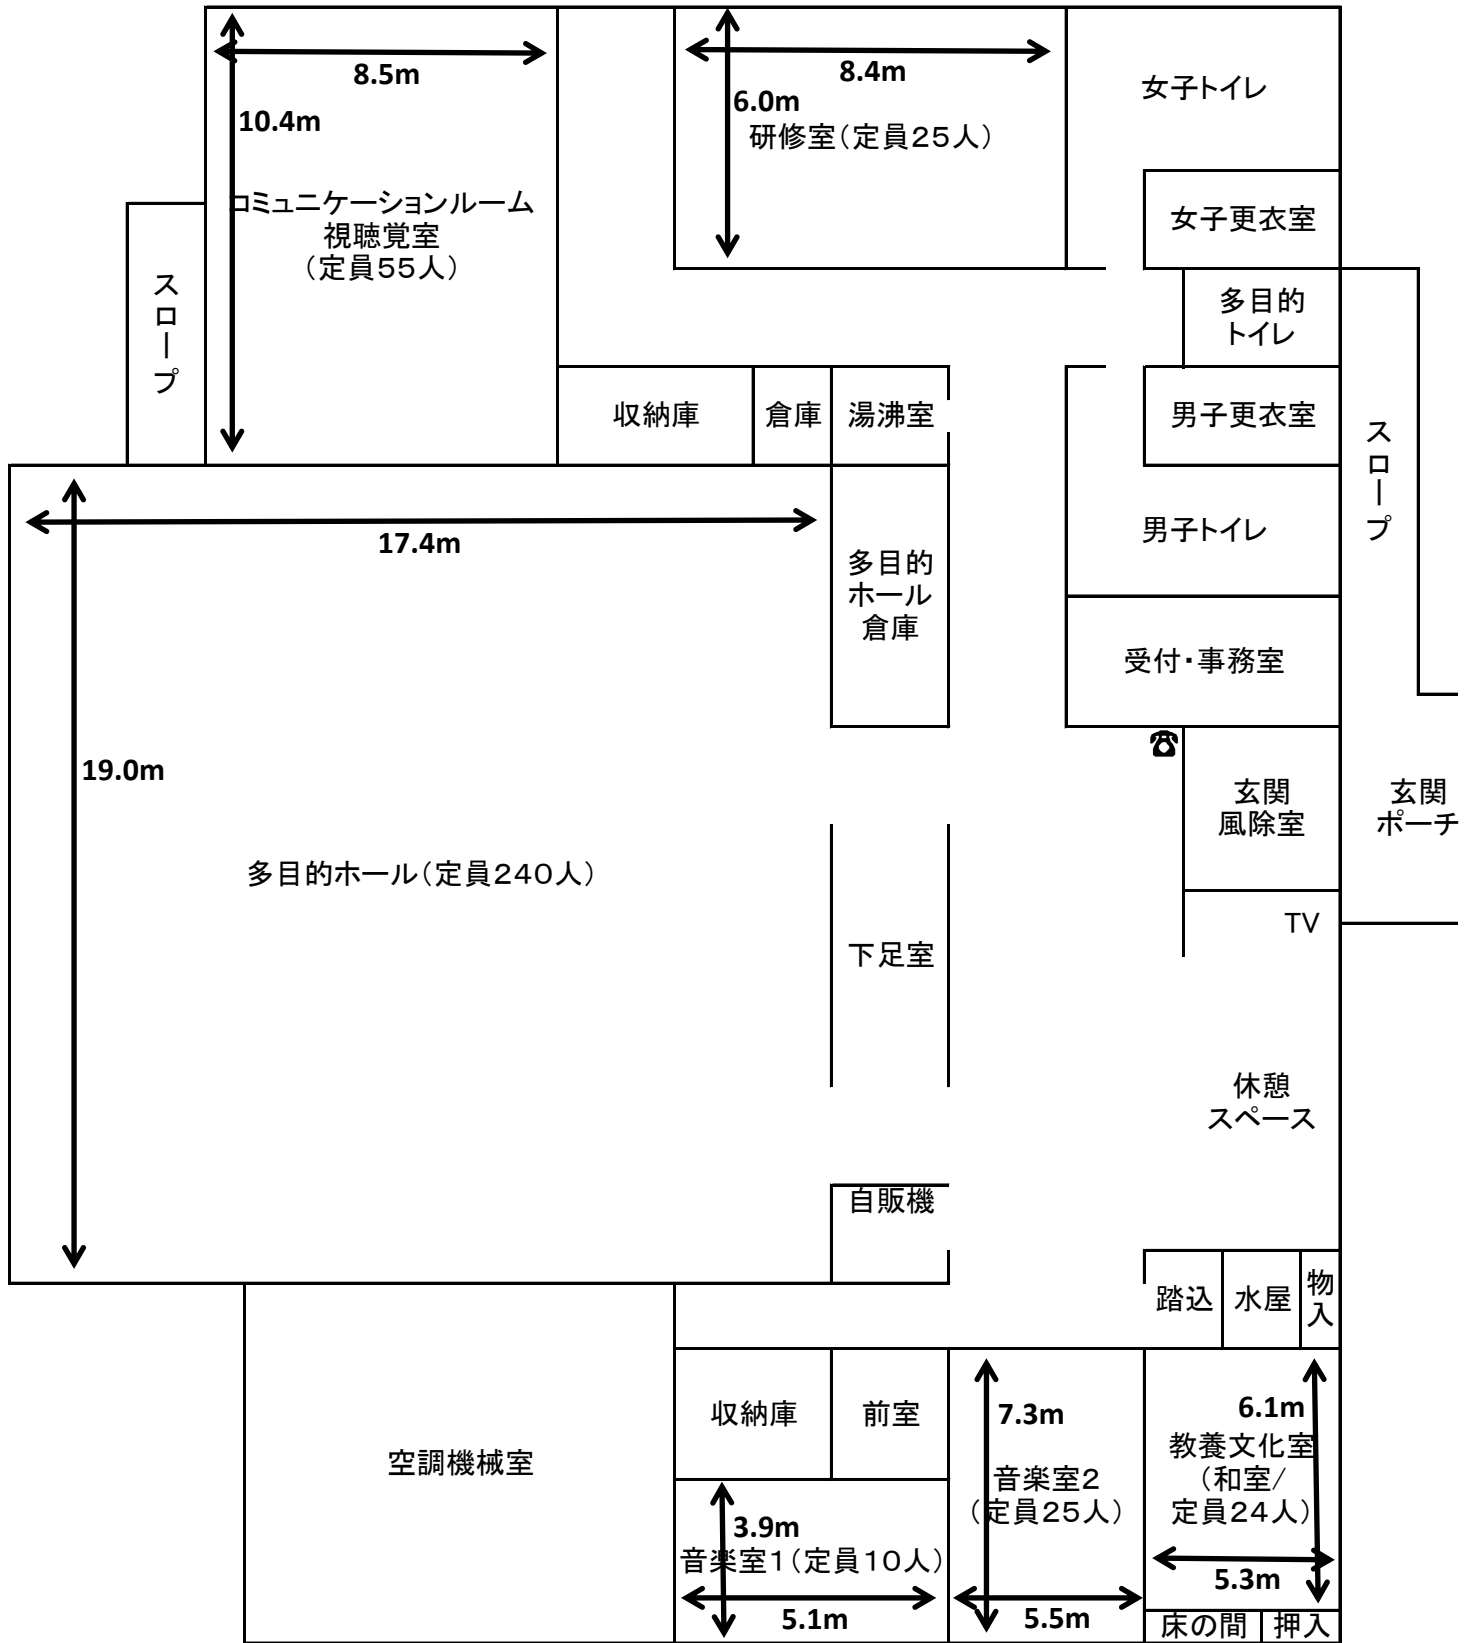 8.5m
10.4m
コミュニケーションルーム
視聴覚室
（定員55人）
8.4m
6.0m
研修室（定員25人）
女子トイレ
女子更衣室
多目的
トイレ
スロープ
収納庫
倉庫
湯沸室
男子更衣室
スロープ
男子トイレ
17.4m
19.0m
多目的
ホール
倉庫
受付・事務室
☎
玄関
風除室
玄関
ポーチ
多目的ホール（定員240人）
TV
下足室
休憩
スペース
自販機
踏込
水屋
物入
空調機械室
収納庫
前室
7.3m
音楽室2
（定員25人）
5.5m
6.1m
教養文化室
（和室/
定員24人）
5.3m
3.9m
音楽室1（定員10人）
5.1m
床の間
押入